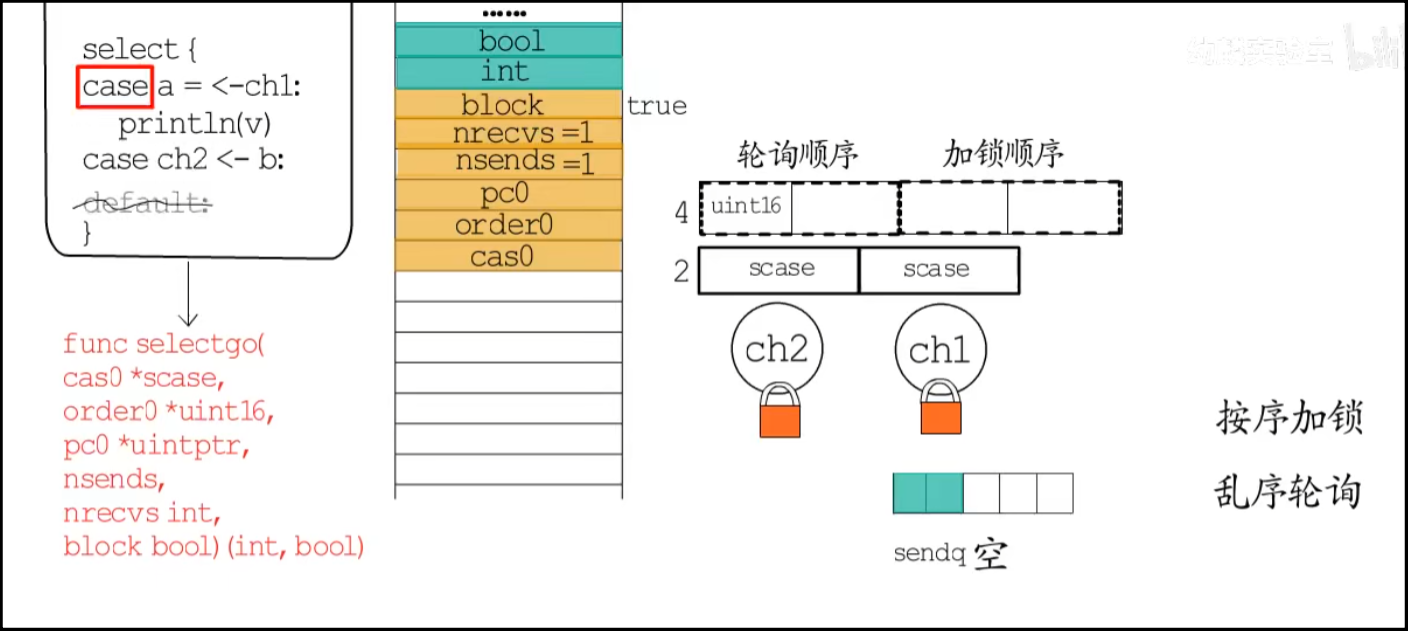 select {
case a = <-ch1:
println(v)
case ch2 <- b:
default:
}
func selectgo(
cas0 *scase,
order0 *uint16,
pc0 *uintptr,
nsends,
nrecvs int,
block bool) (int, bool)
......
bool
int
block true
nrecvs =1
nsends =1
pc0
order0
cas0
轮询顺序 加锁顺序
4 uint16
2 scase scase
ch2 ch1
按序加锁
乱序轮询
sendq 空